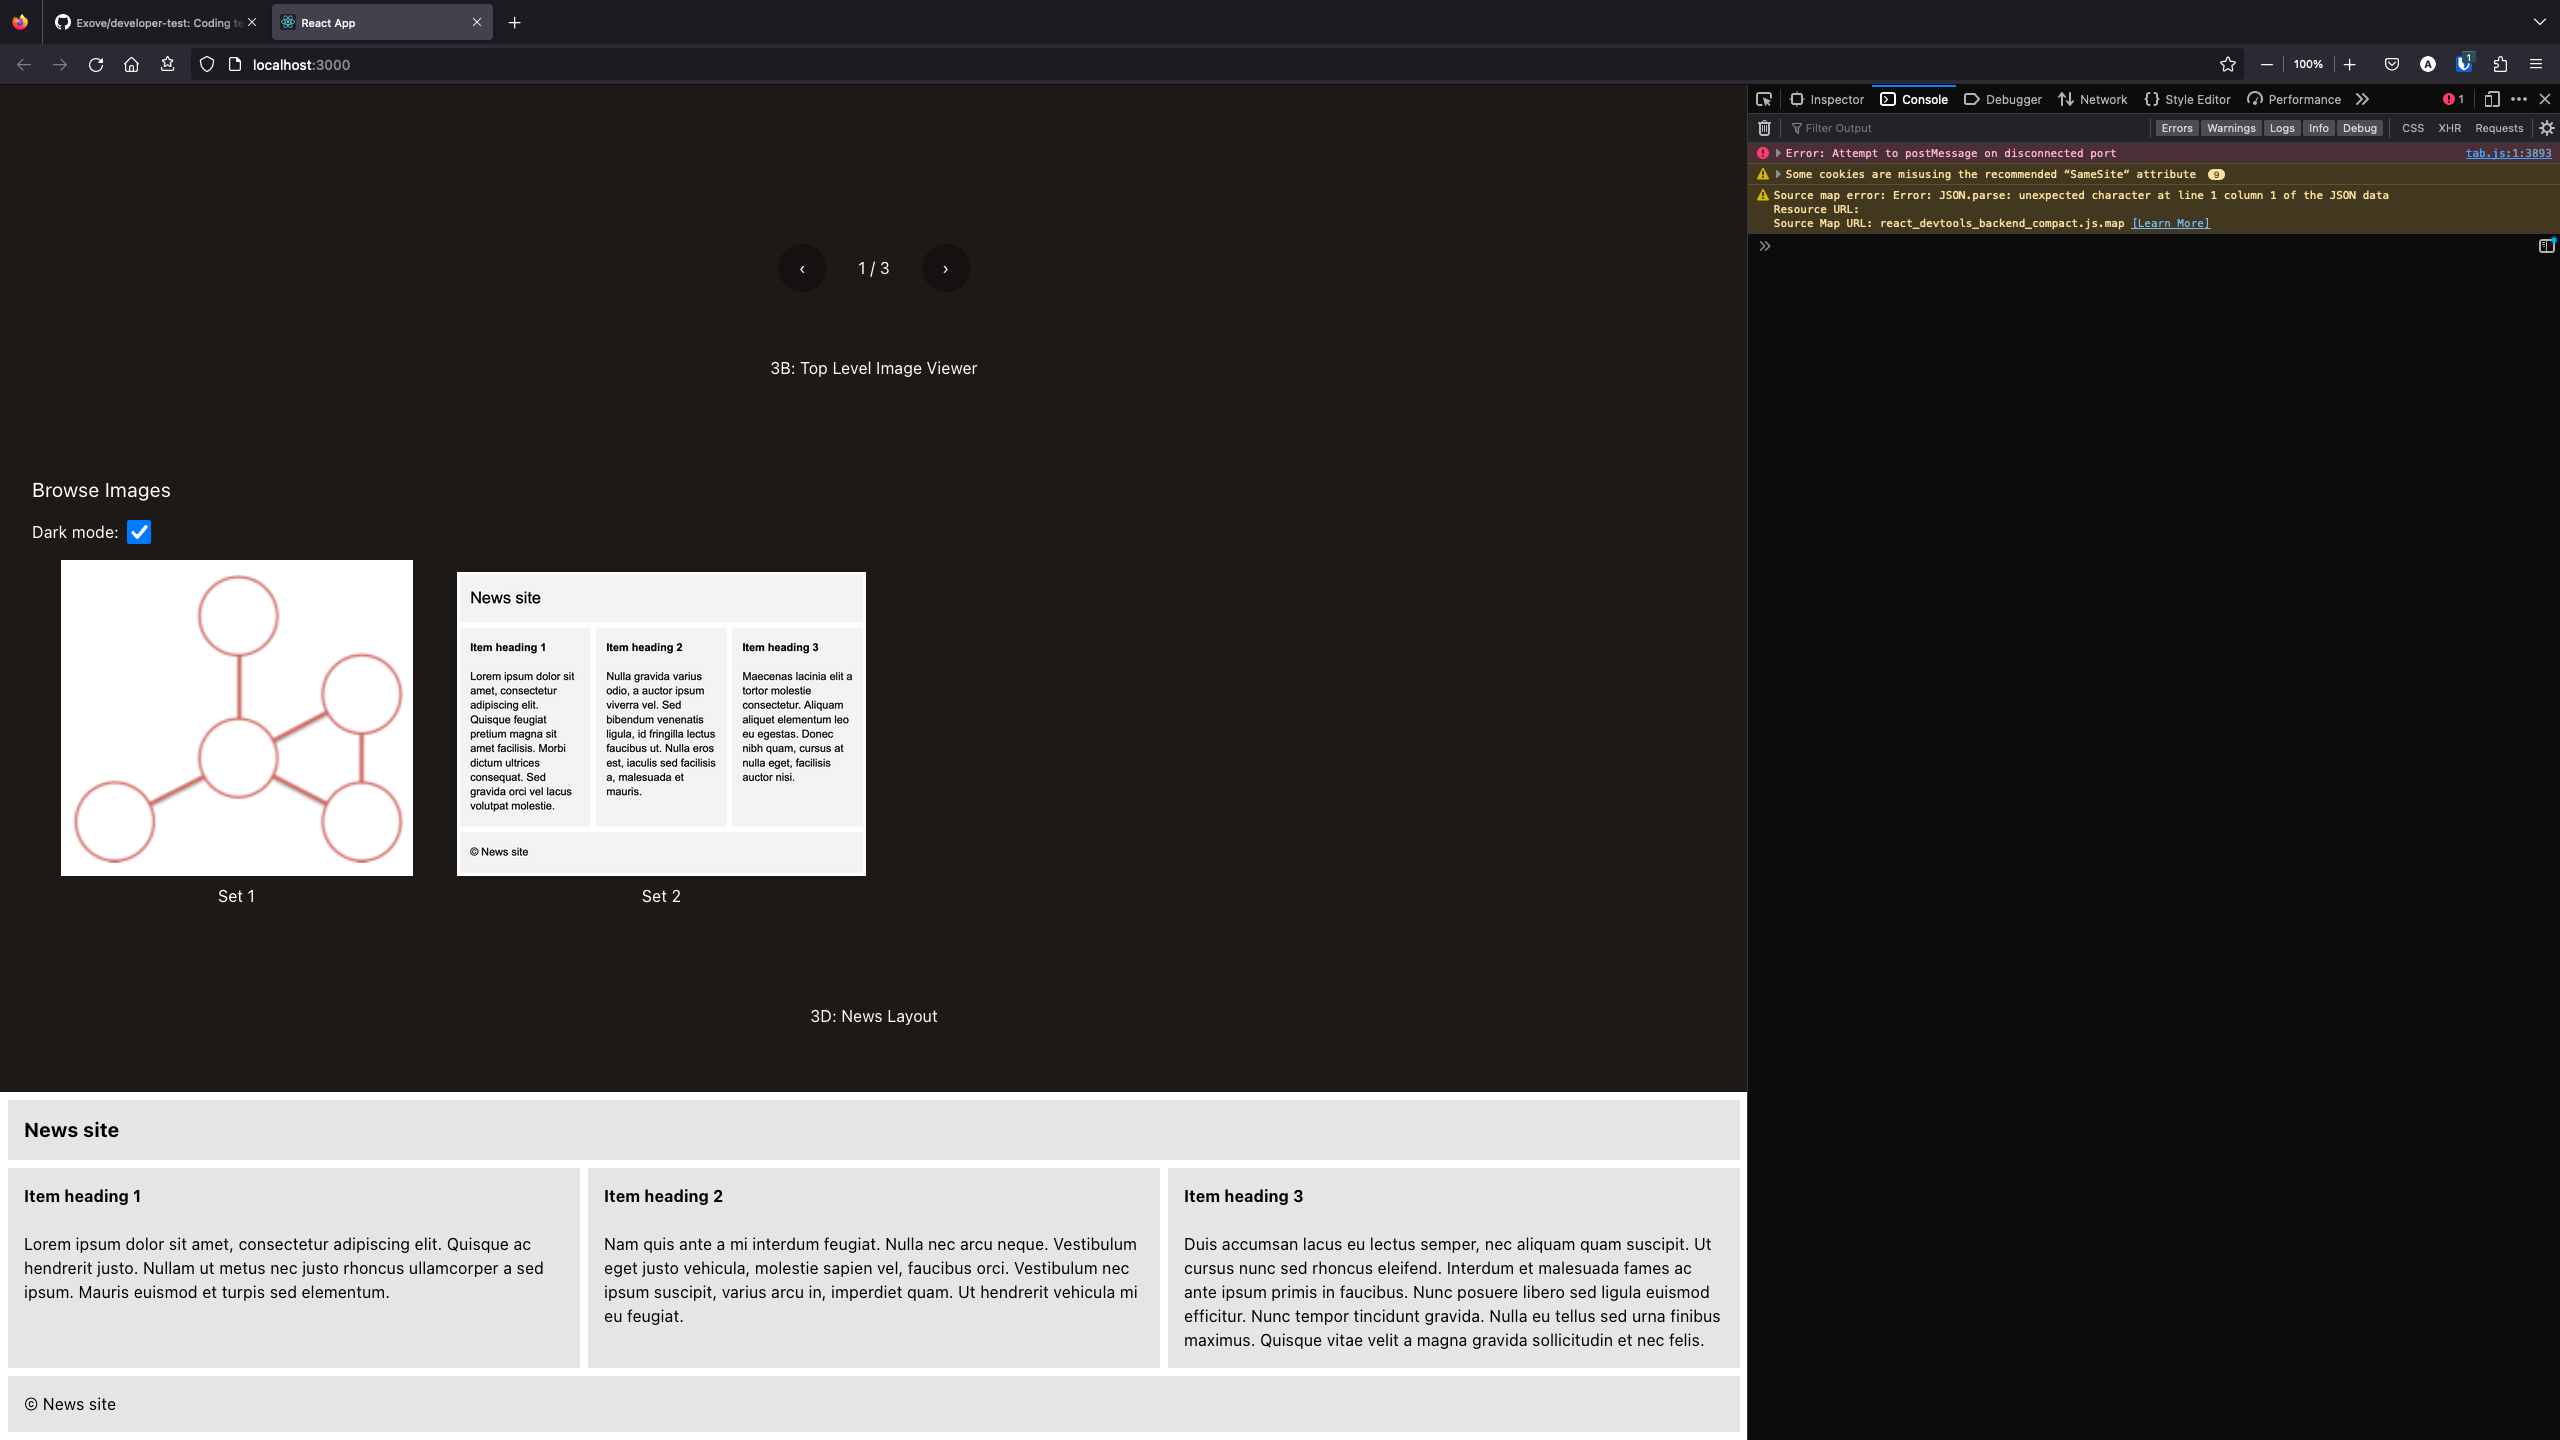 Exove/developer-test: Coding te
React App
localhost:3000
100%
1
Inspector
Console
Debugger
Network
Style Editor
Performance
1
Filter Output
Errors
Warnings
Logs
Info
Debug
CSS
XHR
Requests
Error: Attempt to postMessage on disconnected port
tab.js:1:3893
Some cookies are misusing the recommended “SameSite“ attribute 9
Source map error: Error: JSON.parse: unexpected character at line 1 column 1 of the JSON data
Resource URL:
Source Map URL: react_devtools_backend_compact.js.map [Learn More]
‹ 1 / 3 ›
3B: Top Level Image Viewer
Browse Images
Dark mode:
News site
Item heading 1
Lorem ipsum dolor sit
amet, consectetur
adipiscing elit.
Quisque feugiat
pretium magna sit
amet facilisis. Morbi
dictum ultrices
consequat. Sed
gravida orci vel lacus
volutpat molestie.
Item heading 2
Nulla gravida varius
odio, a auctor ipsum
viverra vel. Sed
bibendum venenatis
ligula, id fringilla lectus
faucibus ut. Nulla eros
est, iaculis sed facilisis
a, malesuada et
mauris.
Item heading 3
Maecenas lacinia elit a
tortor molestie
consectetur. Aliquam
aliquet elementum leo
eu egestas. Donec
nibh quam, cursus at
nulla eget, facilisis
auctor nisi.
© News site
Set 1
Set 2
3D: News Layout
News site
Item heading 1
Lorem ipsum dolor sit amet, consectetur adipiscing elit. Quisque ac
hendrerit justo. Nullam ut metus nec justo rhoncus ullamcorper a sed
ipsum. Mauris euismod et turpis sed elementum.
Item heading 2
Nam quis ante a mi interdum feugiat. Nulla nec arcu neque. Vestibulum
eget justo vehicula, molestie sapien vel, faucibus orci. Vestibulum nec
ipsum suscipit, varius arcu in, imperdiet quam. Ut hendrerit vehicula mi
eu feugiat.
Item heading 3
Duis accumsan lacus eu lectus semper, nec aliquam quam suscipit. Ut
cursus nunc sed rhoncus eleifend. Interdum et malesuada fames ac
ante ipsum primis in faucibus. Nunc posuere libero sed ligula euismod
efficitur. Nunc tempor tincidunt gravida. Nulla eu tellus sed urna finibus
maximus. Quisque vitae velit a magna gravida sollicitudin et nec felis.
© News site